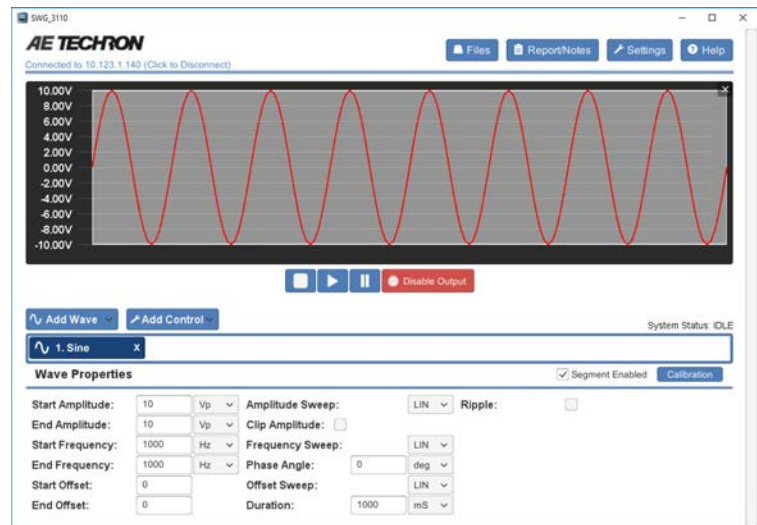 SWG_3110
AE TECHRON
Files Report/Notes Settings Help
Connected to 10.123.1.140 (Click to Disconnect)
10.00V
8.00V
6.00V
4.00V
2.00V
0.00V
-2.00V
-4.00V
-6.00V
-8.00V
-10.00V
Disable Output
Add Wave Add Control
System Status: IDLE
1. Sine x
Wave Properties Segment Enabled Calibration
Start Amplitude: 10 Vp Amplitude Sweep: LIN Ripple:
End Amplitude: 10 Vp Clip Amplitude:
Start Frequency: 1000 Hz Frequency Sweep: LIN
End Frequency: 1000 Hz Phase Angle: 0 deg
Start Offset: 0 Offset Sweep: LIN
End Offset: 0 Duration: 1000 mS